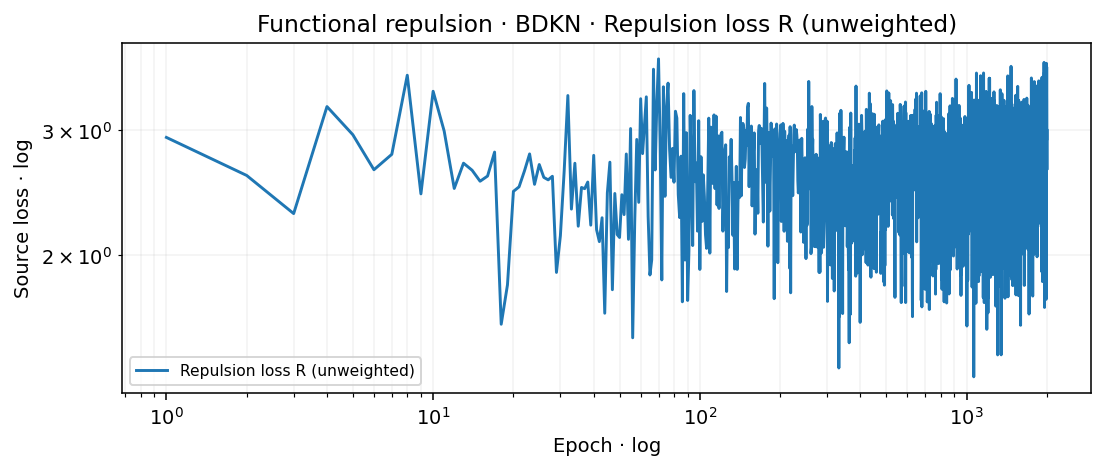 Functional repulsion · BDKN · Repulsion loss R (unweighted)
Source loss · log
3 × 10⁰
2 × 10⁰
Repulsion loss R (unweighted)
10⁰ 10¹ 10² 10³
Epoch · log